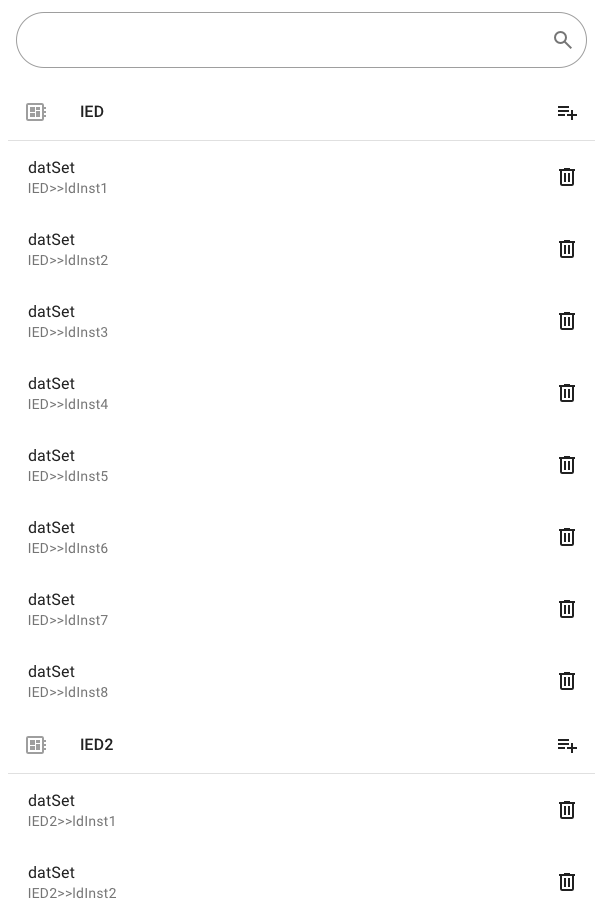 IED
datSet
IED>>ldInst1
datSet
IED>>ldInst2
datSet
IED>>ldInst3
datSet
IED>>ldInst4
datSet
IED>>ldInst5
datSet
IED>>ldInst6
datSet
IED>>ldInst7
datSet
IED>>ldInst8
IED2
datSet
IED2>>ldInst1
datSet
IED2>>ldInst2